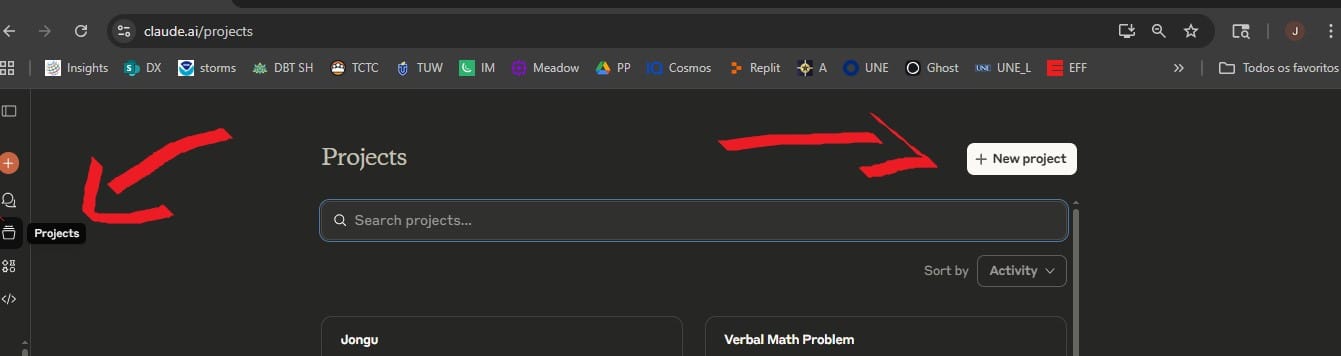 claude.ai/projects
J
Insights DX storms DBT SH TCTC TUW IM Meadow PP Cosmos Replit A UNE Ghost UNE UNE_L EFF » Todos os favoritos
Projects
+ New project
Search projects...
Projects
Sort by Activity
Jongu Verbal Math Problem